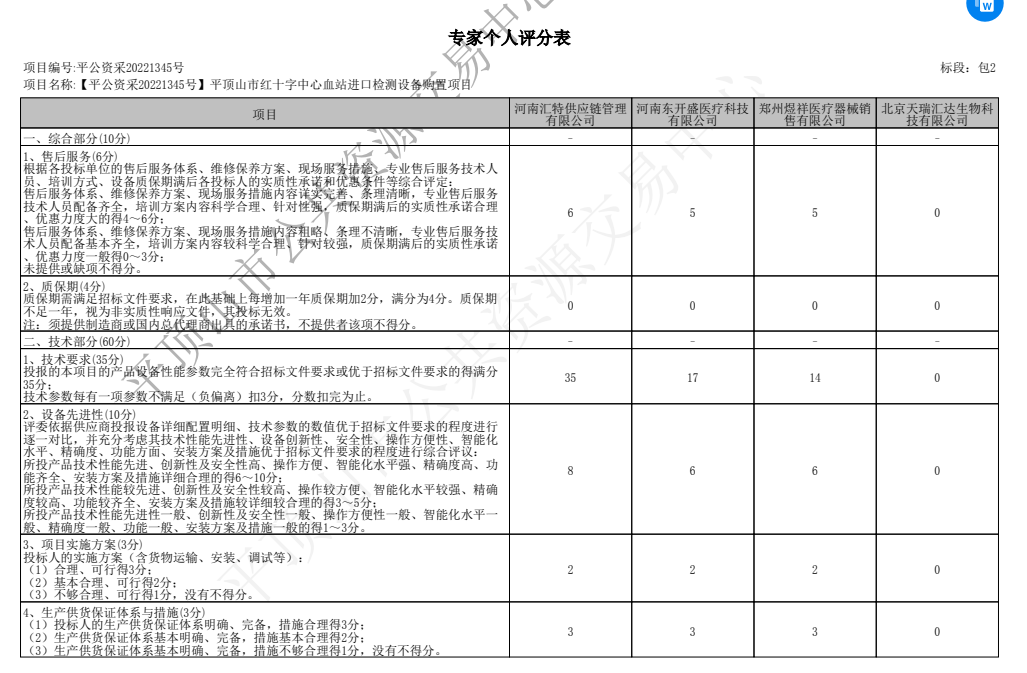 专家个人评分表
项目编号:平公资采20221345号
标段：包2
项目名称:【平公资采20221345号】平顶山市红十字中心血站进口检测设备购置项目
项目 河南汇特供应链管理有限公司 河南东开盛医疗科技有限公司 郑州煜祥医疗器械销售有限公司 北京天瑞汇达生物科技有限公司
一、综合部分(10分) - - - -
1、售后服务(6分)
根据各投标单位的售后服务体系、维修保养方案、现场服务措施、专业售后服务技术人
员、培训方式、设备质保期满后各投标人的实质性承诺和优惠条件等综合评定；
售后服务体系、维修保养方案、现场服务措施内容详实完善、条理清晰，专业售后服务
技术人员配备齐全，培训方案内容科学合理、针对性强，质保期满后的实质性承诺合理
、优惠力度大的得4～6分；
售后服务体系、维修保养方案、现场服务措施内容粗略、条理不清晰，专业售后服务技
术人员配备基本齐全，培训方案内容较科学合理、针对较强，质保期满后的实质性承诺
、优惠力度一般得0～3分；
未提供或缺项不得分。
6 5 5 0
2、质保期(4分)
质保期需满足招标文件要求，在此基础上每增加一年质保期加2分，满分为4分。质保期
不足一年，视为非实质性响应文件，其投标无效。
注：须提供制造商或国内总代理商出具的承诺书，不提供者该项不得分。
0 0 0 0
二、技术部分(60分) - - - -
1、技术要求(35分)
投报的本项目的产品设备性能参数完全符合招标文件要求或优于招标文件要求的得满分
35分；
技术参数每有一项参数不满足（负偏离）扣3分，分数扣完为止。
35 17 14 0
2、设备先进性(10分)
评委依据供应商投报设备详细配置明细、技术参数的数值优于招标文件要求的程度进行
逐一对比，并充分考虑其技术性能先进性、设备创新性、安全性、操作方便性、智能化
水平、精确度、功能方面、安装方案及措施优于招标文件要求的程度进行综合评议：
所投产品技术性能先进、创新性及安全性高、操作方便、智能化水平强、精确度高、功
能齐全、安装方案及措施详细合理的得6～10分；
所投产品技术性能较先进、创新性及安全性较高、操作较方便、智能化水平较强、精确
度较高、功能较齐全、安装方案及措施较详细较合理的得3～5分；
所投产品技术性能先进性一般、创新性及安全性一般、操作方便性一般、智能化水平一
般、精确度一般、功能一般、安装方案及措施一般的得1～3分。
8 6 6 0
3、项目实施方案(3分)
投标人的实施方案（含货物运输、安装、调试等）：
（1）合理、可行得3分；
（2）基本合理、可行得2分；
（3）不够合理、可行得1分，没有不得分。
2 2 2 0
4、生产供货保证体系与措施(3分)
（1）投标人的生产供货保证体系明确、完备，措施合理得3分；
（2）生产供货保证体系基本明确、完备，措施基本合理得2分；
（3）生产供货保证体系基本明确、完备，措施不够合理得1分，没有不得分。
3 3 3 0
平顶山市公共资源交易中心
平顶山市公共资源交易中心
W